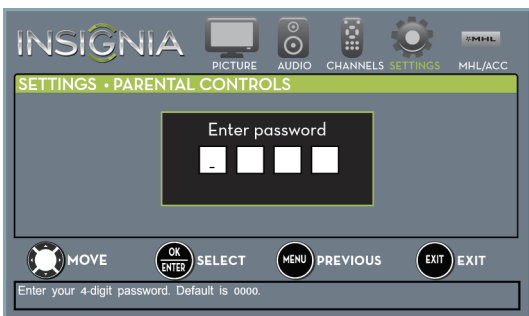 INSIGNIA
PICTURE AUDIO CHANNELS SETTINGS MHL MHL/ACC
SETTINGS • PARENTAL CONTROLS
Enter password
-
MOVE OK ENTER SELECT MENU PREVIOUS EXIT EXIT
Enter your 4-digit password. Default is 0000.